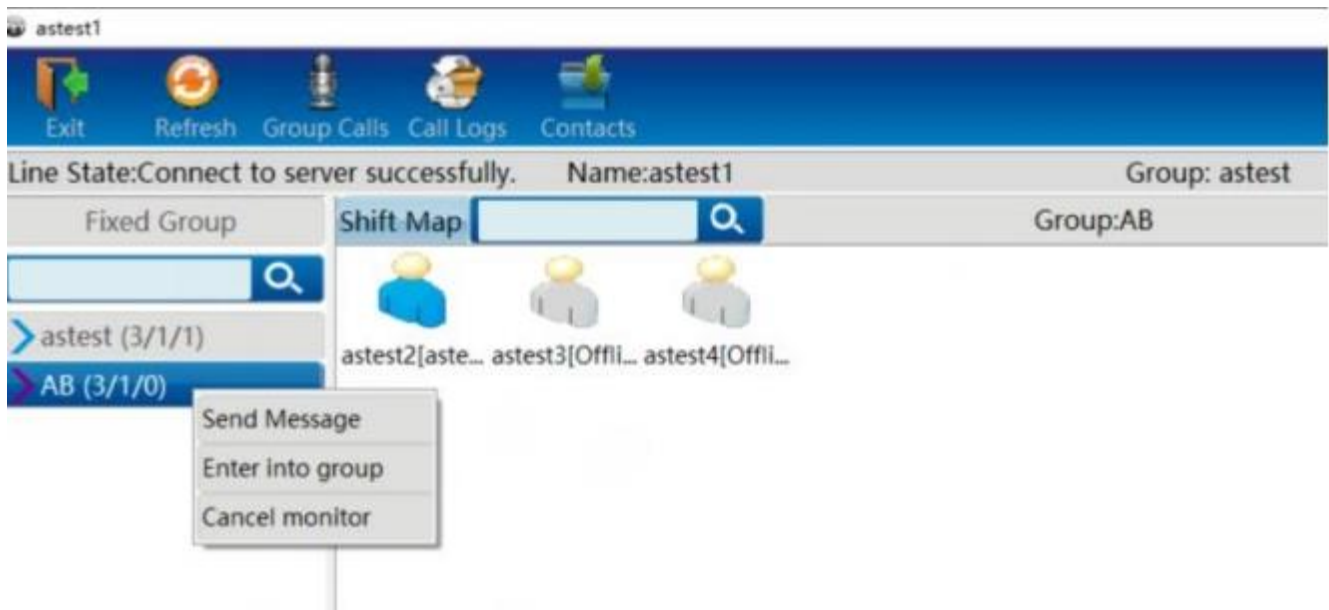 astest1
Exit Refresh Group Calls Call Logs Contacts
Line State:Connect to server successfully. Name:astest1 Group: astest
Fixed Group Shift Map Group:AB
astest (3/1/1)
astest2[aste... astest3[Offli... astest4[Offli...
AB (3/1/0)
Send Message
Enter into group
Cancel monitor